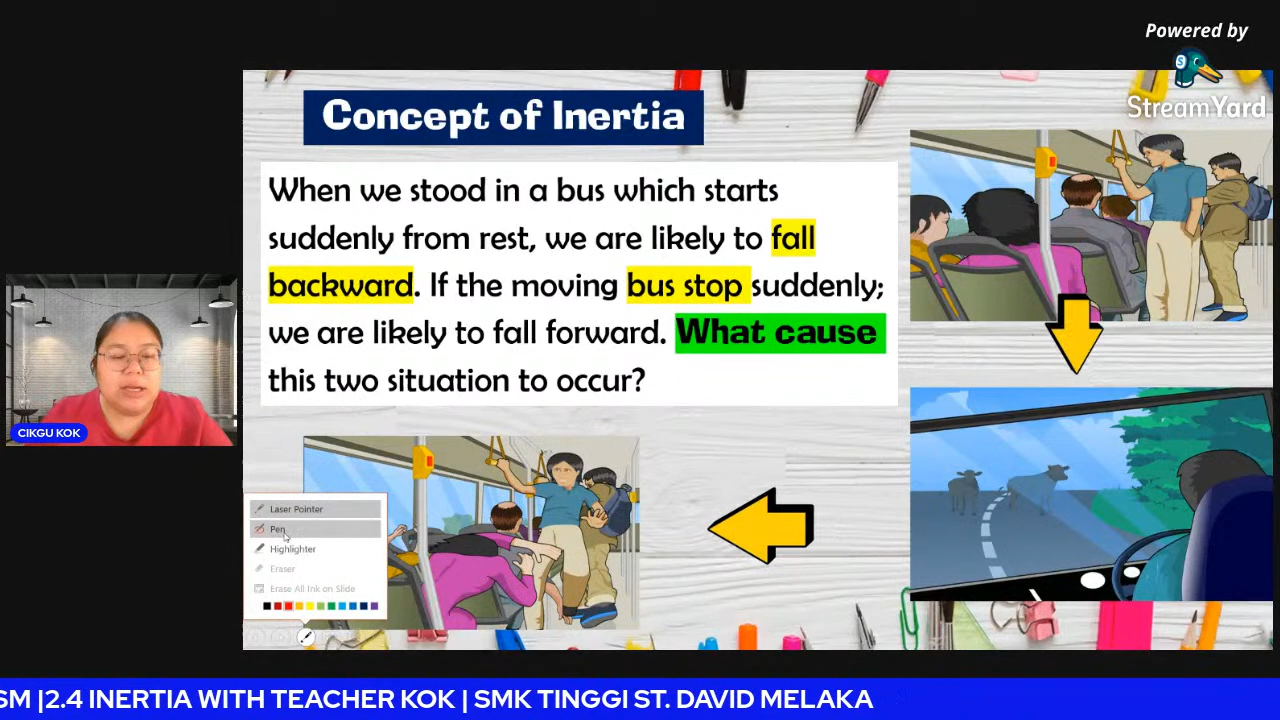 Powered by
StreamYard
Concept of Inertia
When we stood in a bus which starts
suddenly from rest, we are likely to fall
backward. If the moving bus stop suddenly;
we are likely to fall forward. What cause
this two situation to occur?
CIKGU KOK
Laser Pointer
Pen
Highlighter
Eraser
Erase All Ink on Slide
SM |2.4 INERTIA WITH TEACHER KOK | SMK TINGGI ST. DAVID MELAKA